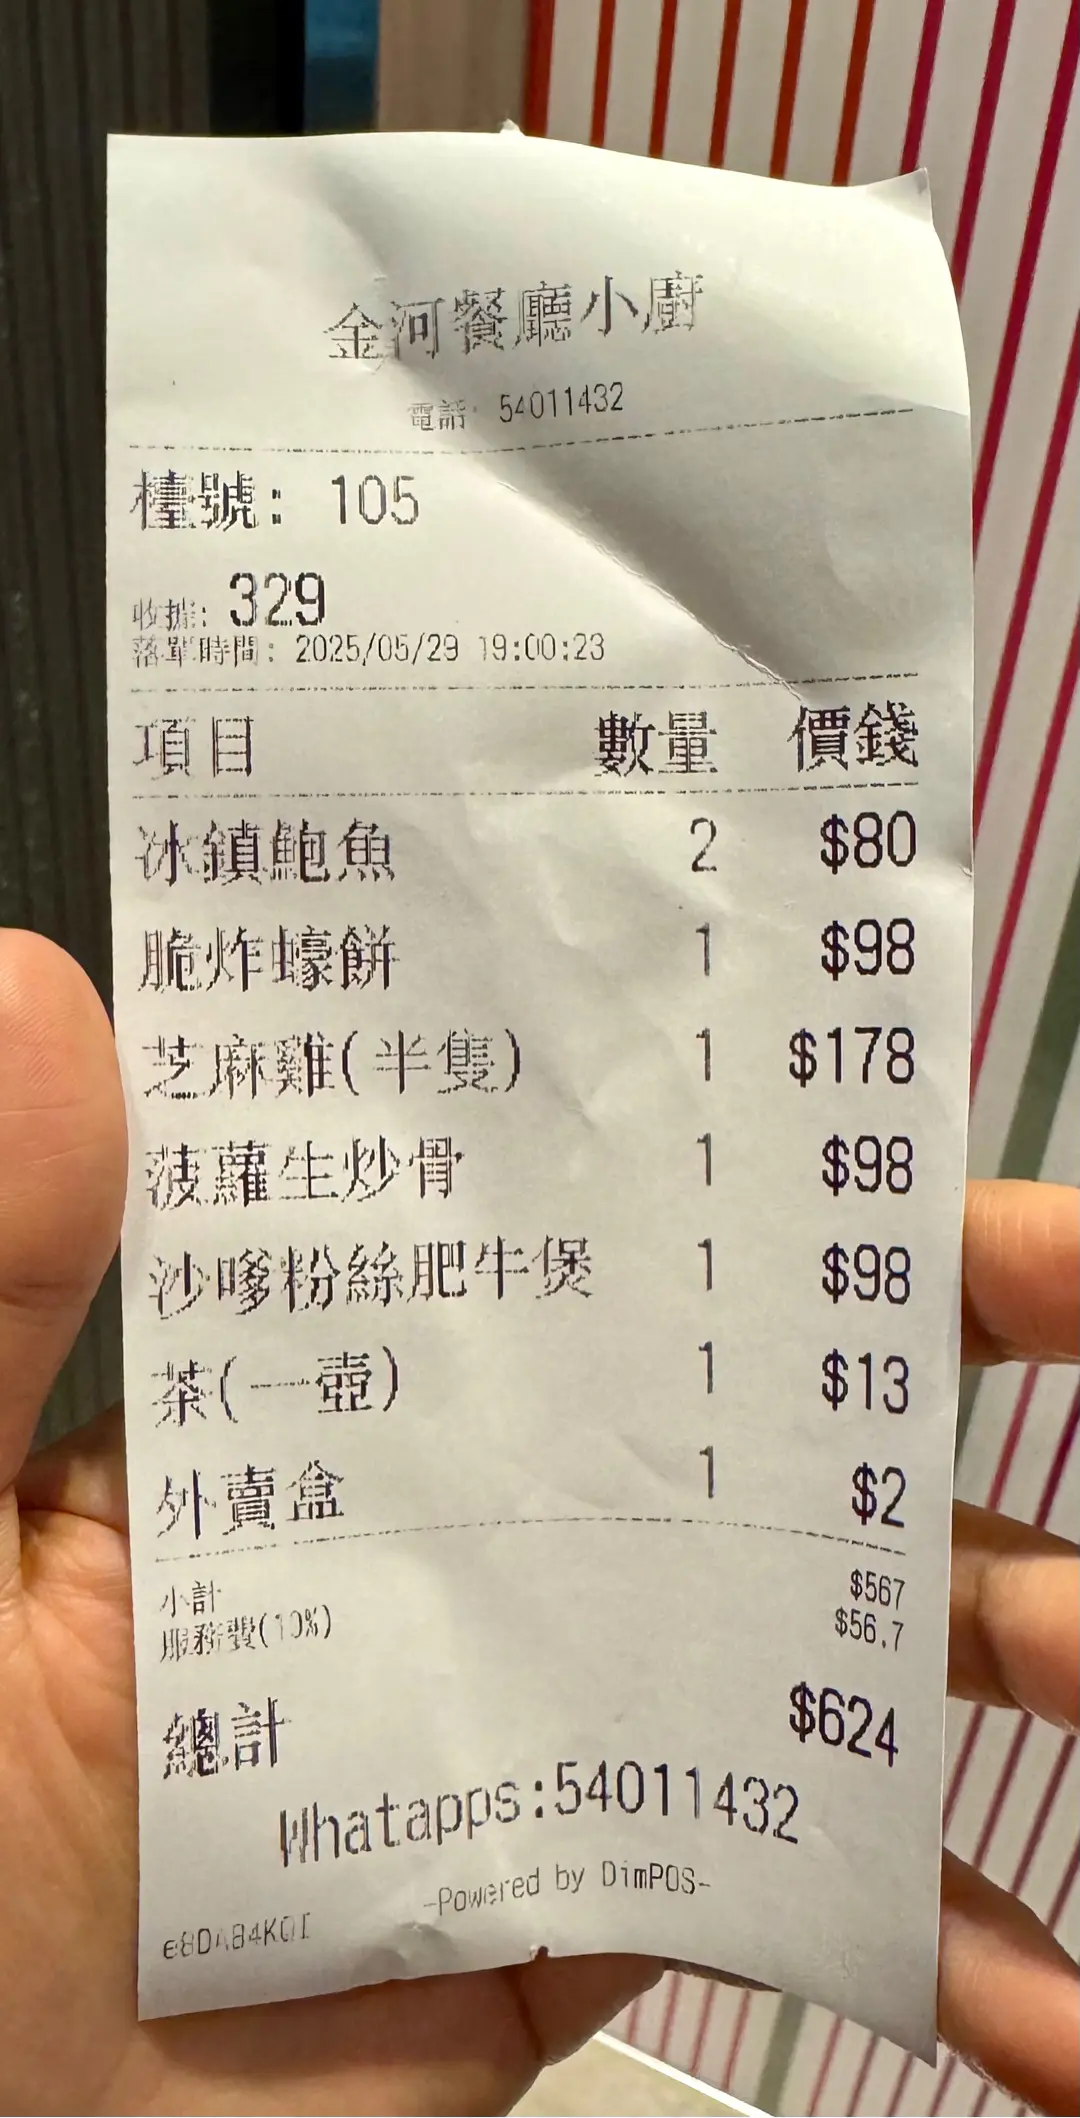 金河餐廳小廚
電話: 54011432
檯號: 105
收據: 329
落單時間: 2025/05/29 19:00:23
項目 數量 價錢
冰鎮鮑魚 2 $80
脆炸蠔餅 1 $98
芝麻雞(半隻) 1 $178
菠蘿生炒骨 1 $98
沙嗲粉絲肥牛煲 1 $98
茶(一壺) 1 $13
外賣盒 1 $2
小計 $567
服務費(10%) $56.7
總計 $624
Whatapps:54011432
-Powered by DimPOS-